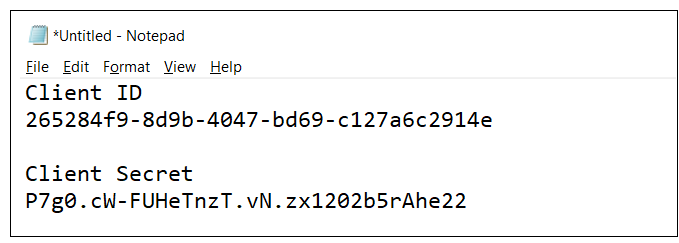 *Untitled - Notepad
File Edit Format View Help
Client ID
265284f9-8d9b-4047-bd69-c127a6c2914e
Client Secret
P7g0.cW-FUHeTnzT.vN.zx1202b5rAhe22